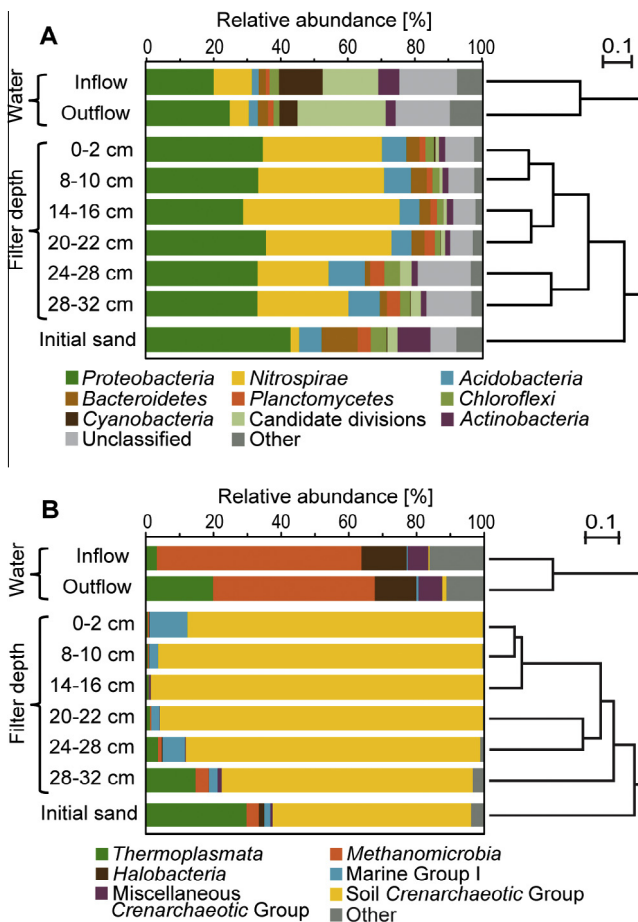 A
Relative abundance [%]
0 20 40 60 80 100
0.1
Water
Inflow
Outflow
Filter depth
0-2 cm
8-10 cm
14-16 cm
20-22 cm
24-28 cm
28-32 cm
Initial sand
Proteobacteria Nitrospirae Acidobacteria
Bacteroidetes Planctomycetes Chloroflexi
Cyanobacteria Candidate divisions Actinobacteria
Unclassified Other
B
Relative abundance [%]
0 20 40 60 80 100
0.1
Water
Inflow
Outflow
Filter depth
0-2 cm
8-10 cm
14-16 cm
20-22 cm
24-28 cm
28-32 cm
Initial sand
Thermoplasmata Methanomicrobia
Halobacteria Marine Group I
Miscellaneous Soil Crenarchaeotic Group
Crenarchaeotic Group Other